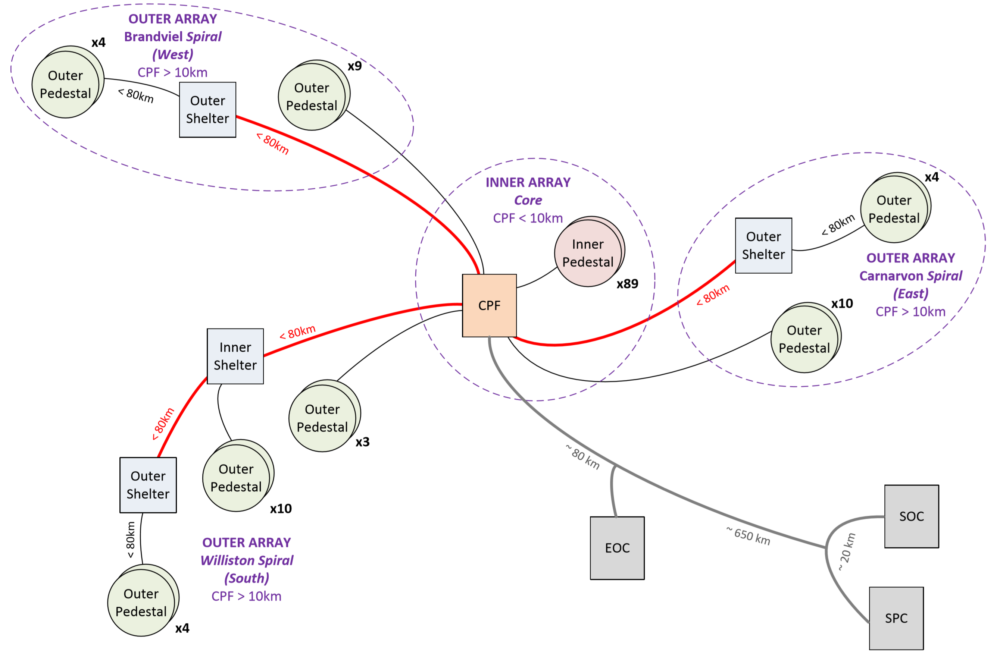 OUTER ARRAY
Brandviel Spiral
(West)
CPF > 10km
x4
Outer
Pedestal
< 80km
Outer
Shelter
< 80km
x9
Outer
Pedestal
INNER ARRAY
Core
CPF < 10km
Inner
Pedestal
x89
CPF
x4
Outer
Pedestal
< 80km
Outer
Shelter
< 80km
OUTER ARRAY
Carnarvon Spiral
(East)
CPF > 10km
x10
Outer
Pedestal
< 80km
Inner
Shelter
< 80km
Outer
Pedestal
x3
Outer
Pedestal
x10
Outer
Shelter
< 80km
Outer
Pedestal
x4
OUTER ARRAY
Williston Spiral
(South)
CPF > 10km
~ 80 km
EOC
~ 650 km
~ 20 km
SOC
SPC